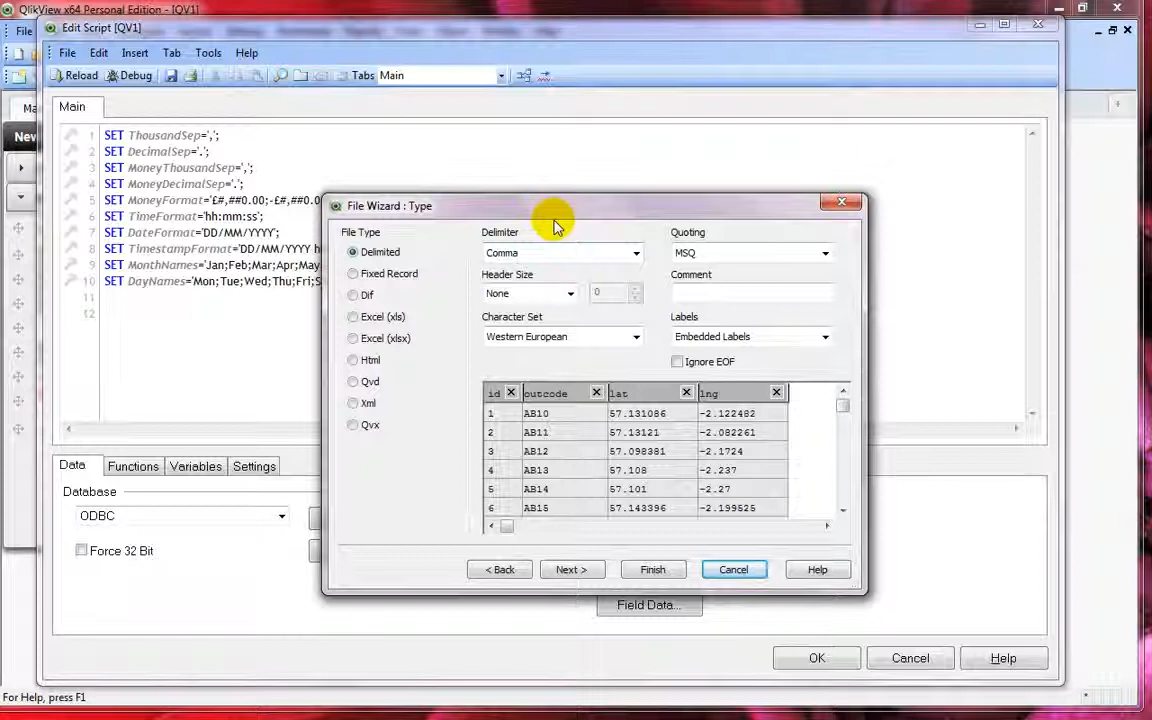 QlikView x64 Personal Edition - [QV1]
File
Edit Script [QV1]
File Edit Insert Tab Tools Help
Reload Debug Tabs Main
Main
New
1 SET ThousandSep=',';
2 SET DecimalSep='.';
3 SET MoneyThousandSep=',';
4 SET MoneyDecimalSep='.';
5 SET MoneyFormat='£#,##0.00;-£#,##0.0
6 SET TimeFormat='hh:mm:ss';
7 SET DateFormat='DD/MM/YYYY';
8 SET TimestampFormat='DD/MM/YYYY h
9 SET MonthNames='Jan;Feb;Mar;Apr;May
10 SET DayNames='Mon;Tue;Wed;Thu;Fri;S
11
12
File Wizard : Type
File Type
Delimited
Fixed Record
Dif
Excel (xls)
Excel (xlsx)
Html
Qvd
Xml
Qvx
Delimiter Quoting
Comma MSQ
Header Size Comment
None 0
Character Set Labels
Western European Embedded Labels
Ignore EOF
id outcode lat lng
1 AB10 57.131086 -2.122482
2 AB11 57.13121 -2.082261
3 AB12 57.098381 -2.1724
4 AB13 57.108 -2.237
5 AB14 57.101 -2.27
6 AB15 57.143396 -2.199525
< Back Next > Finish Cancel Help
Data Functions Variables Settings
Database
ODBC
Force 32 Bit
Field Data...
OK Cancel Help
For Help, press F1